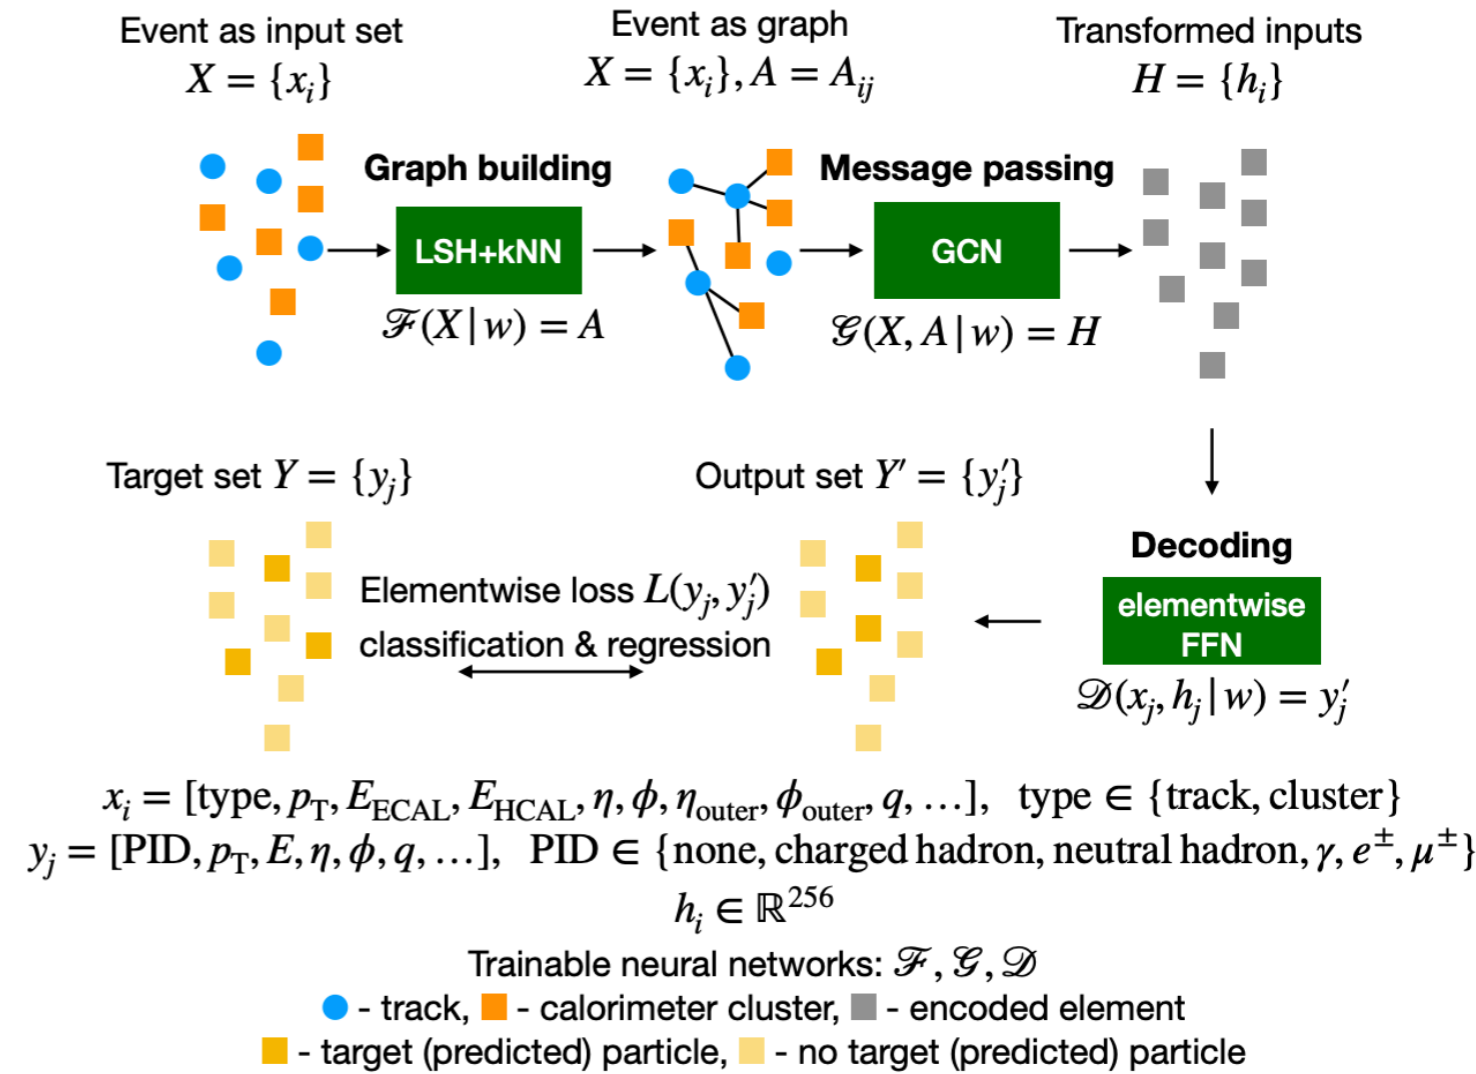 Event as input set
X = {x_i}
Event as graph
X = {x_i}, A = A_ij
Transformed inputs
H = {h_i}
Graph building
LSH+kNN
ℱ(X|w) = A
Message passing
GCN
𝒢(X, A|w) = H
Target set Y = {y_j}
Elementwise loss L(y_j, y′_j)
classification & regression
Output set Y′ = {y′_j}
Decoding
elementwise
FFN
𝒟(x_j, h_j|w) = y′_j
x_i = [type, p_T, E_ECAL, E_HCAL, η, ϕ, η_outer, ϕ_outer, q, …], type ∈ {track, cluster}
y_j = [PID, p_T, E, η, ϕ, q, …], PID ∈ {none, charged hadron, neutral hadron, γ, e^±, μ^±}
h_i ∈ ℝ^256
Trainable neural networks: ℱ, 𝒢, 𝒟
- track, - calorimeter cluster, - encoded element
- target (predicted) particle, - no target (predicted) particle